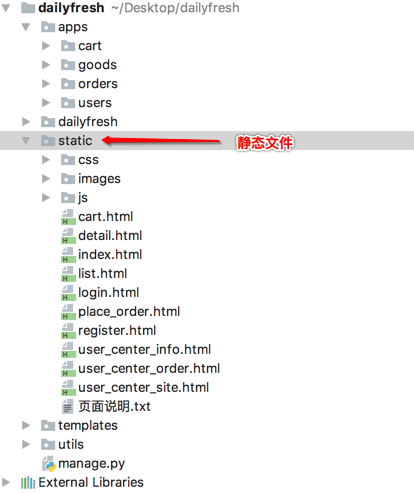 dailyfresh ~/Desktop/dailyfresh
apps
cart
goods
orders
users
dailyfresh
static 静态文件
css
images
js
cart.html
detail.html
index.html
list.html
login.html
place_order.html
register.html
user_center_info.html
user_center_order.html
user_center_site.html
页面说明.txt
templates
utils
manage.py
External Libraries